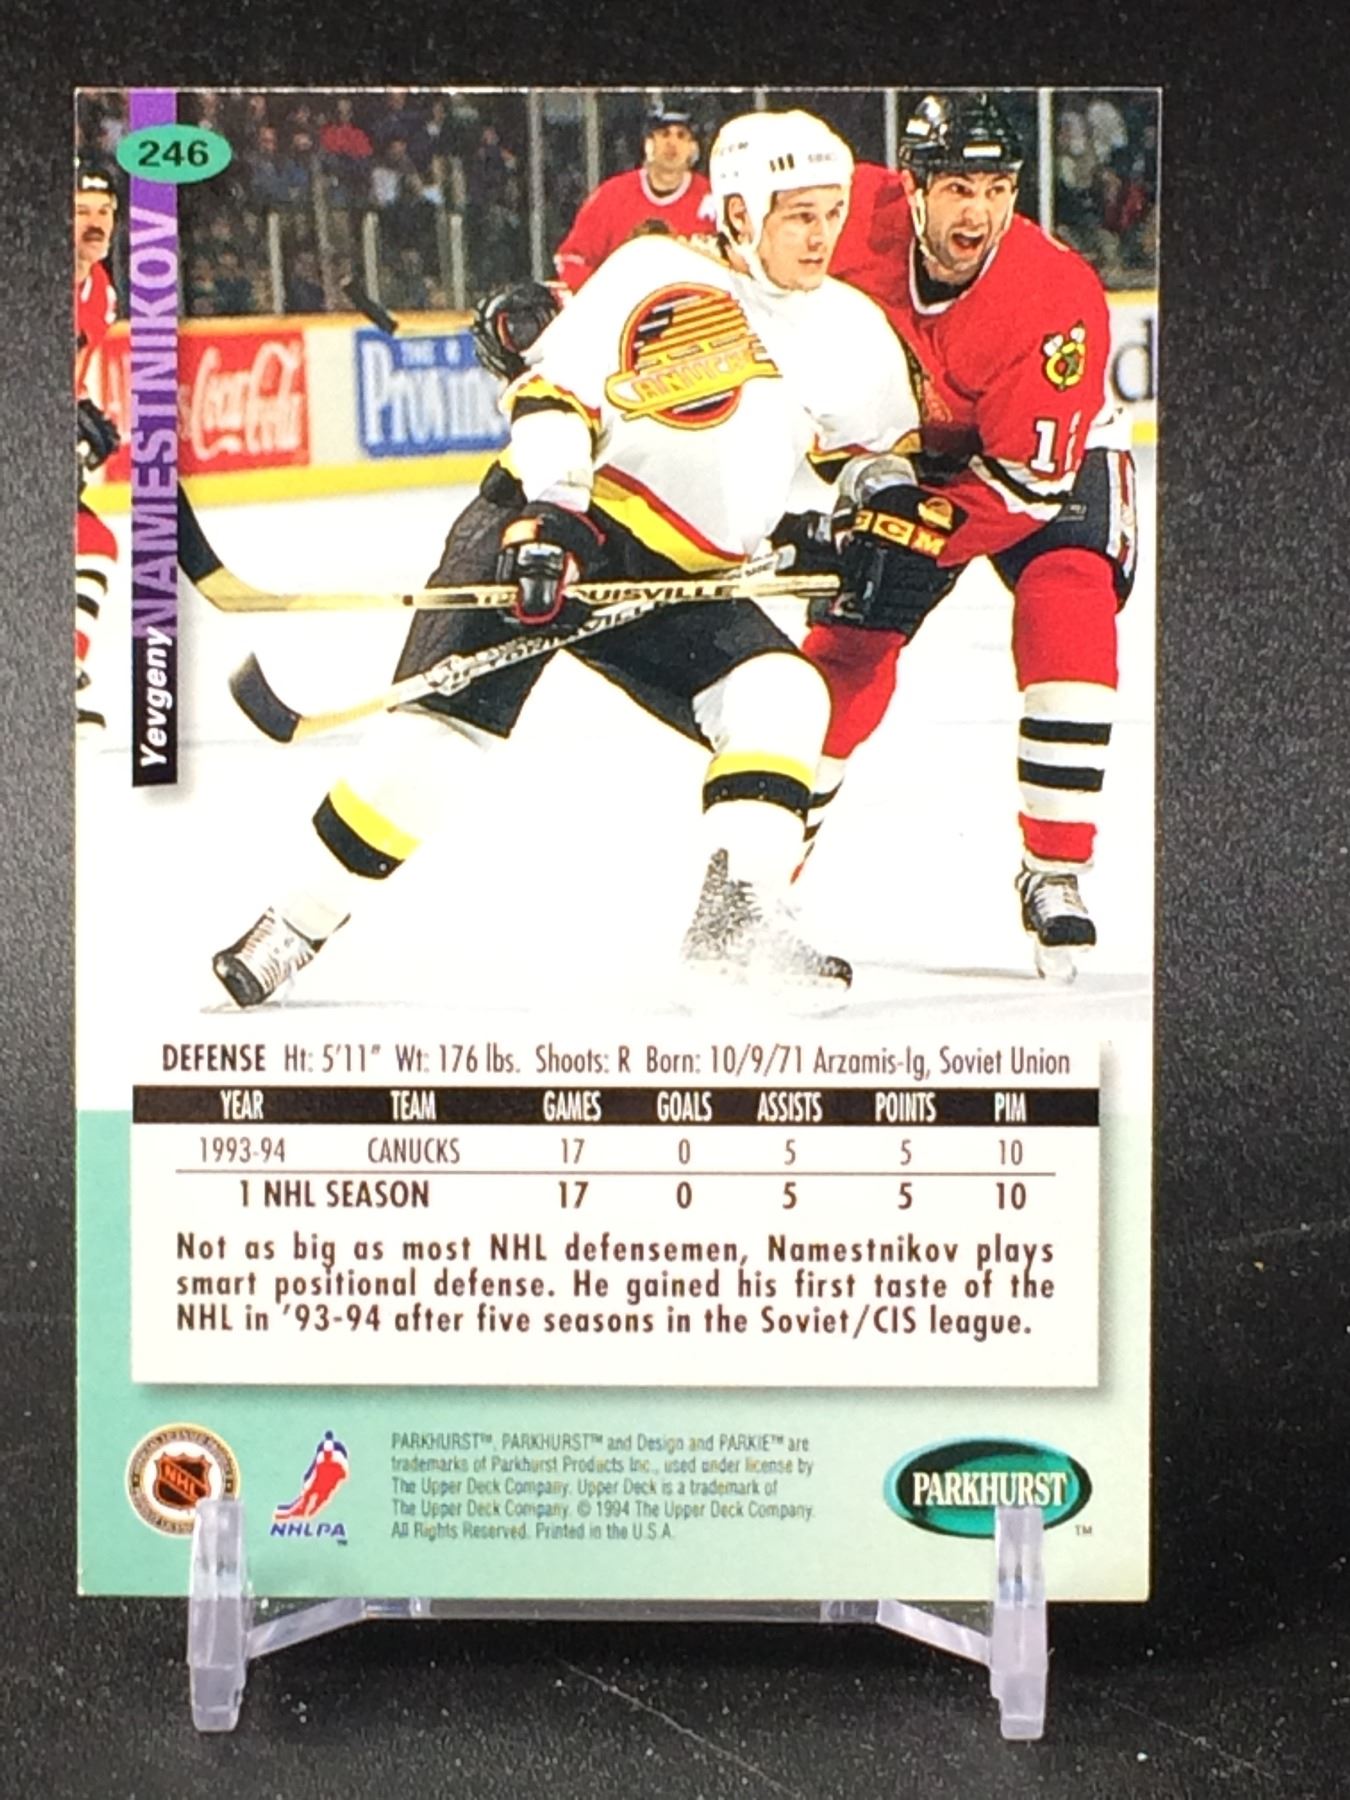 246
Yevgeny NAMESTNIKOV
Coca-Cola
THE
PROVINC
CANUCKS
1
CCM
UISVILLE
DEFENSE Ht: 5'11" Wt: 176 lbs. Shoots: R Born: 10/9/71 Arzamis-Ig, Soviet Union
YEAR TEAM GAMES GOALS ASSISTS POINTS PIM
1993-94 CANUCKS 17 0 5 5 10
1 NHL SEASON 17 0 5 5 10
Not as big as most NHL defensemen, Namestnikov plays
smart positional defense. He gained his first taste of the
NHL in '93-94 after five seasons in the Soviet/CIS league.
NHL
NHLPA
PARKHURST™, PARKHURST™ and Design and PARKIE™ are
trademarks of Parkhurst Products Inc., used under license by
The Upper Deck Company. Upper Deck is a trademark of
The Upper Deck Company. © 1994 The Upper Deck Company.
All Rights Reserved. Printed in the U.S.A.
PARKHURST
™